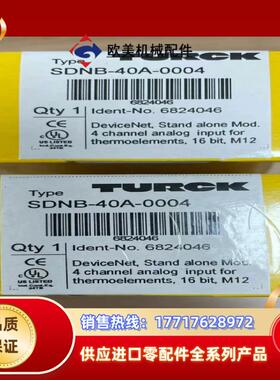 欧美机械配件
Type
TURCK
SDNB-40A-0004
Qty 1
Ident-No. 6824046
6824046
DeviceNet, Stand alone Mod.
4 channel analog input for
thermoelements, 16 bit, M12
Type
TURCK
SDNB-40A-0004
Qty 1
Ident-No. 6824046
6824046
DeviceNet, Stand alone Mod.
4 channel analog input for
thermoelements, 16 bit, M12
保证
销售热线：17717628972
供应进口零配件全系列产品